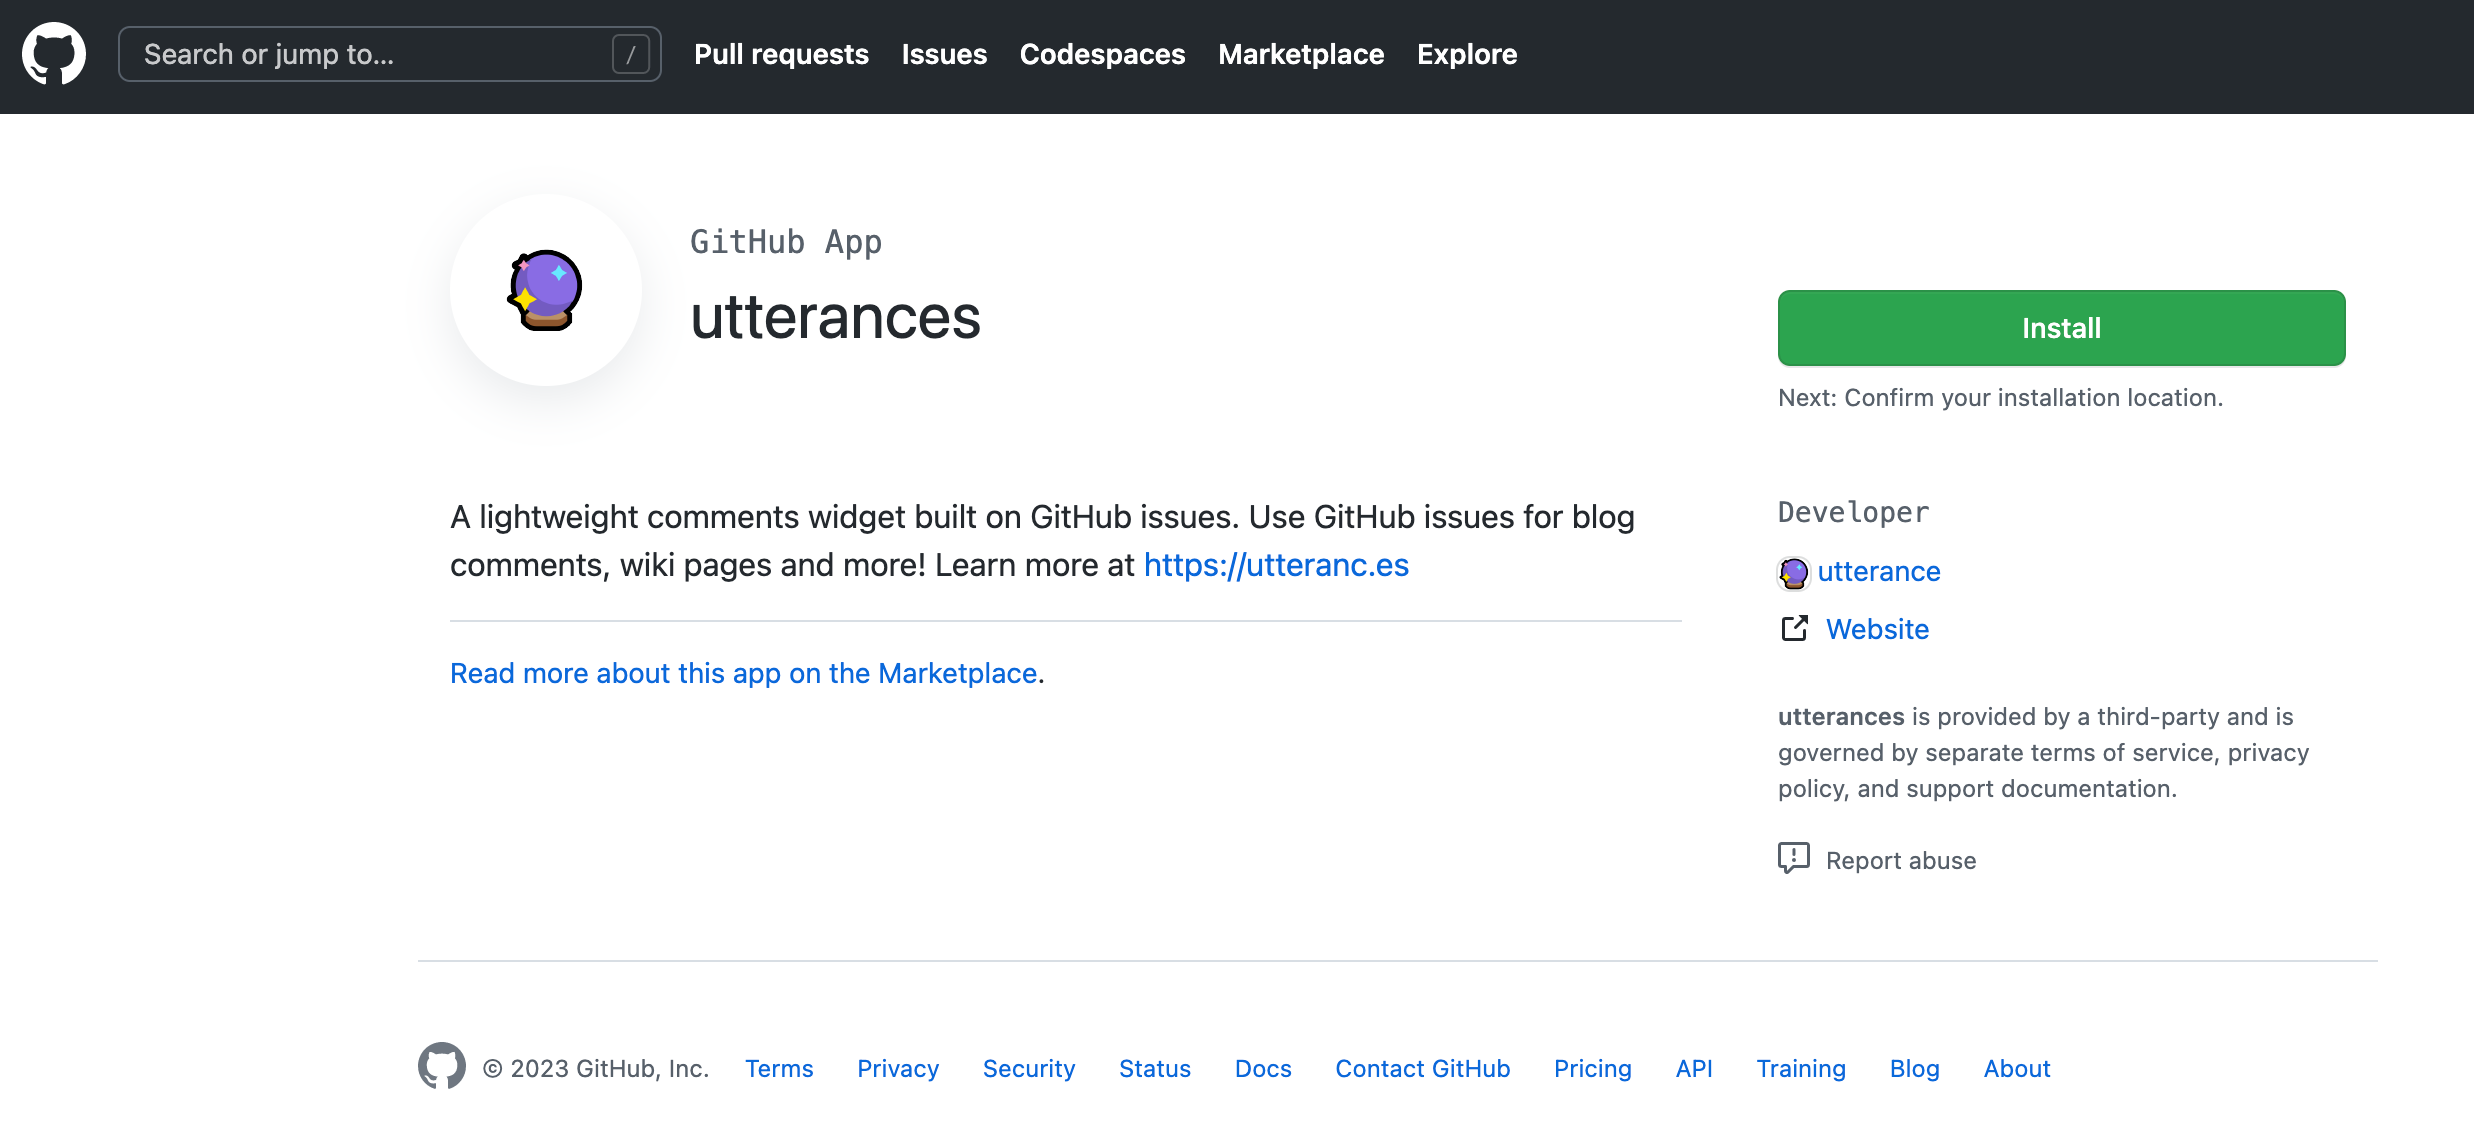 Search or jump to... /
Pull requests Issues Codespaces Marketplace Explore
GitHub App
utterances
Install
Next: Confirm your installation location.
A lightweight comments widget built on GitHub issues. Use GitHub issues for blog
comments, wiki pages and more! Learn more at https://utteranc.es
Read more about this app on the Marketplace.
Developer
utterance
Website
utterances is provided by a third-party and is
governed by separate terms of service, privacy
policy, and support documentation.
Report abuse
© 2023 GitHub, Inc. Terms Privacy Security Status Docs Contact GitHub Pricing API Training Blog About